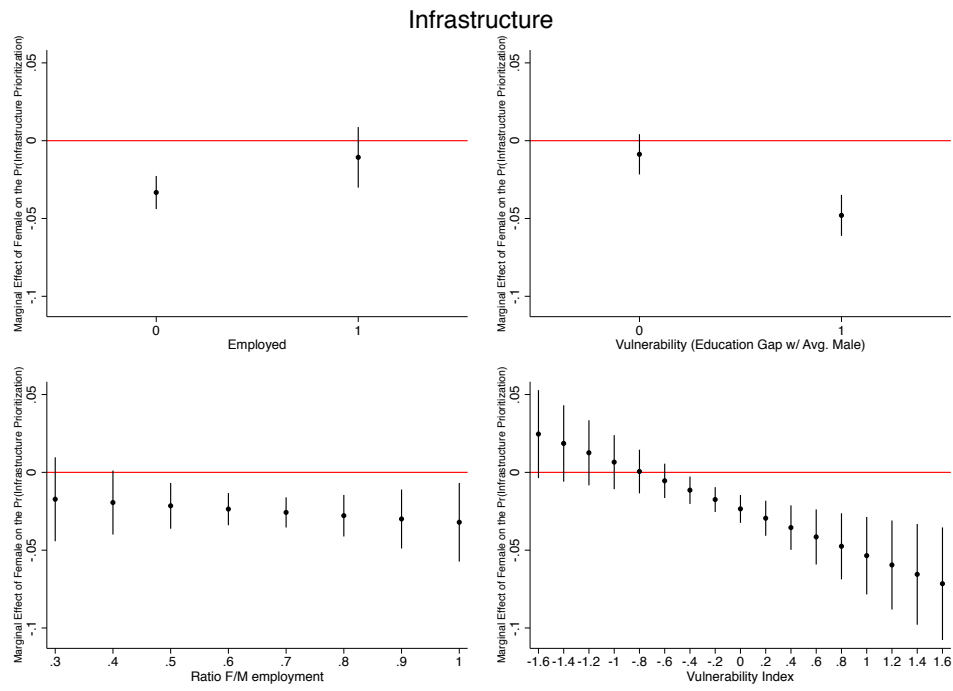 Infrastructure
Marginal Effect of Female on the Pr(Infrastructure Prioritization)
.05
0
-.05
-.1
0 1
Employed
Marginal Effect of Female on the Pr(Infrastructure Prioritization)
.05
0
-.05
-.1
0 1
Vulnerability (Education Gap w/ Avg. Male)
Marginal Effect of Female on the Pr(Infrastructure Prioritization)
.05
0
-.05
-.1
.3 .4 .5 .6 .7 .8 .9 1
Ratio F/M employment
Marginal Effect of Female on the Pr(Infrastructure Prioritization)
.05
0
-.05
-.1
-1.6 -1.4 -1.2 -1 -.8 -.6 -.4 -.2 0 .2 .4 .6 .8 1 1.2 1.4 1.6
Vulnerability Index